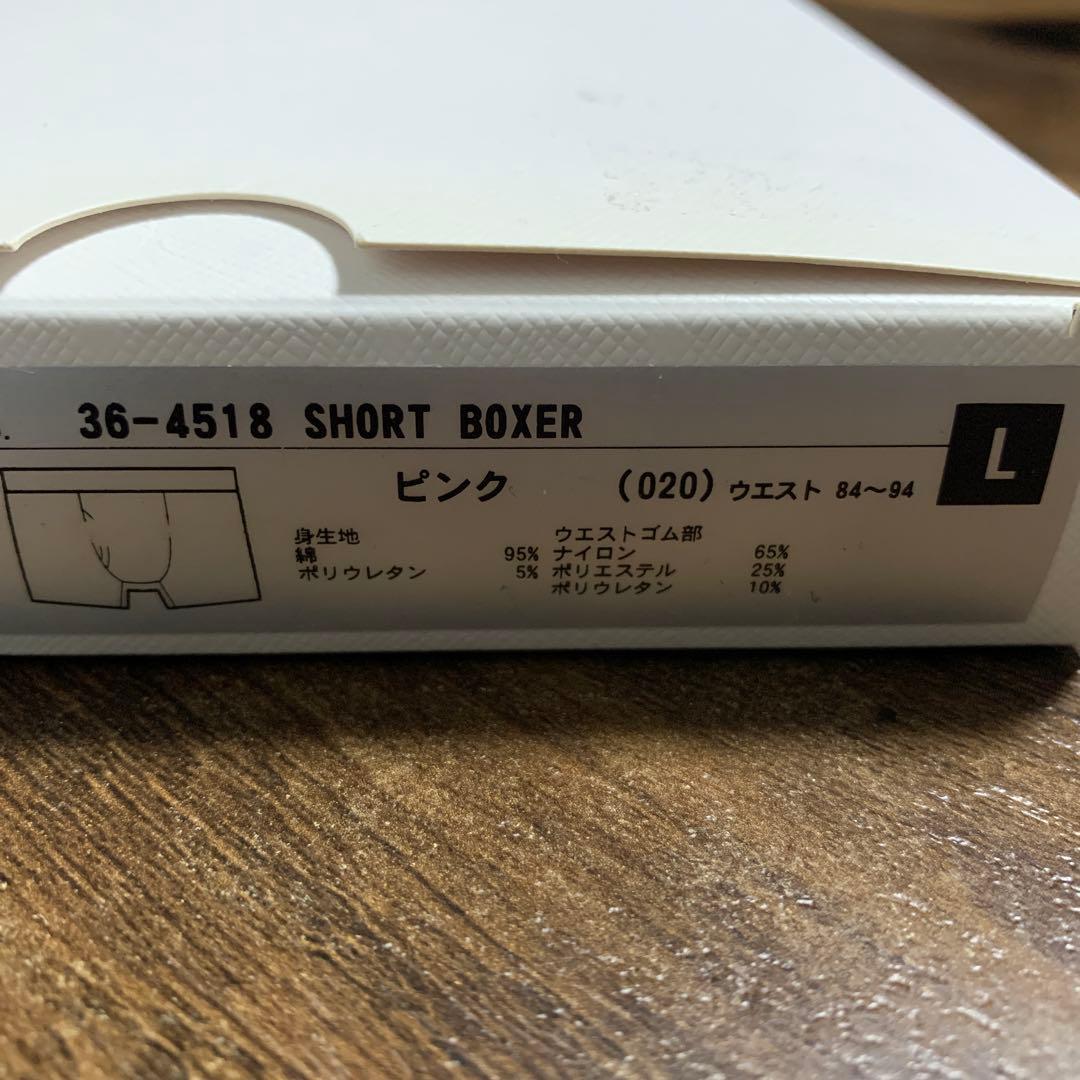 36-4518 SHORT BOXER
L
ピンク (020) ウエスト 84〜94
身生地
綿 95%
ポリウレタン 5%
ウエストゴム部
ナイロン 65%
ポリエステル 25%
ポリウレタン 10%